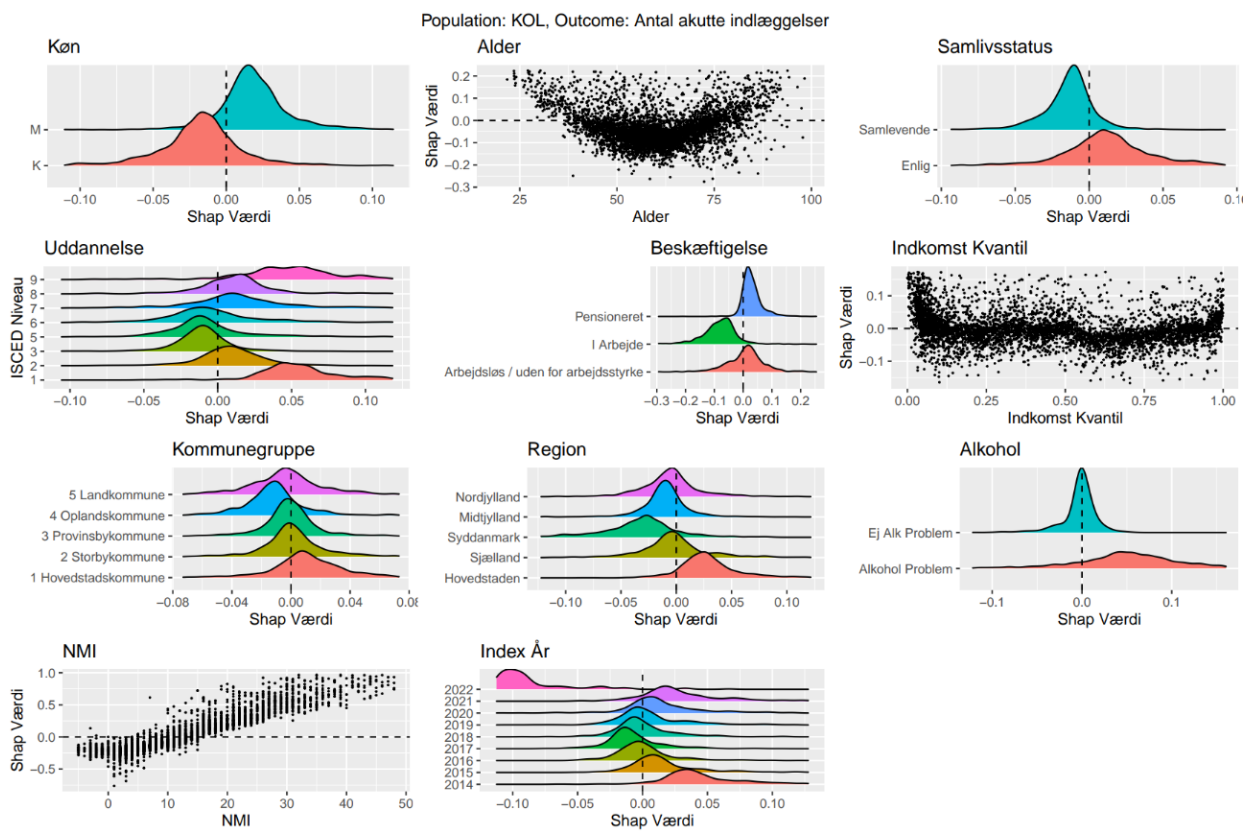 Population: KOL, Outcome: Antal akutte indlæggelser
Køn
M
K
−0.10 −0.05 0.00 0.05 0.10
Shap Værdi
Alder
Shap Værdi
0.2
0.1
0.0
−0.1
−0.2
−0.3
25 50 75 100
Alder
Samlivsstatus
Samlevende
Enlig
−0.10 −0.05 0.00 0.05 0.10
Shap Værdi
Uddannelse
ISCED Niveau
9
8
7
6
5
3
2
1
−0.10 −0.05 0.00 0.05 0.10
Shap Værdi
Beskæftigelse
Pensioneret
I Arbejde
Arbejdsløs / uden for arbejdsstyrke
−0.3 −0.2 −0.1 0.0 0.1 0.2
Shap Værdi
Indkomst Kvantil
Shap Værdi
0.1
0.0
−0.1
0.00 0.25 0.50 0.75 1.00
Indkomst Kvantil
Kommunegruppe
5 Landkommune
4 Oplandskommune
3 Provinsbykommune
2 Storbykommune
1 Hovedstadskommune
−0.08 −0.04 0.00 0.04 0.08
Shap Værdi
Region
Nordjylland
Midtjylland
Syddanmark
Sjælland
Hovedstaden
−0.10 −0.05 0.00 0.05 0.10
Shap Værdi
Alkohol
Ej Alk Problem
Alkohol Problem
−0.1 0.0 0.1
Shap Værdi
NMI
Shap Værdi
1.0
0.5
0.0
−0.5
0 10 20 30 40 50
NMI
Index År
2022
2021
2020
2019
2018
2017
2016
2015
2014
−0.10 −0.05 0.00 0.05 0.10
Shap Værdi